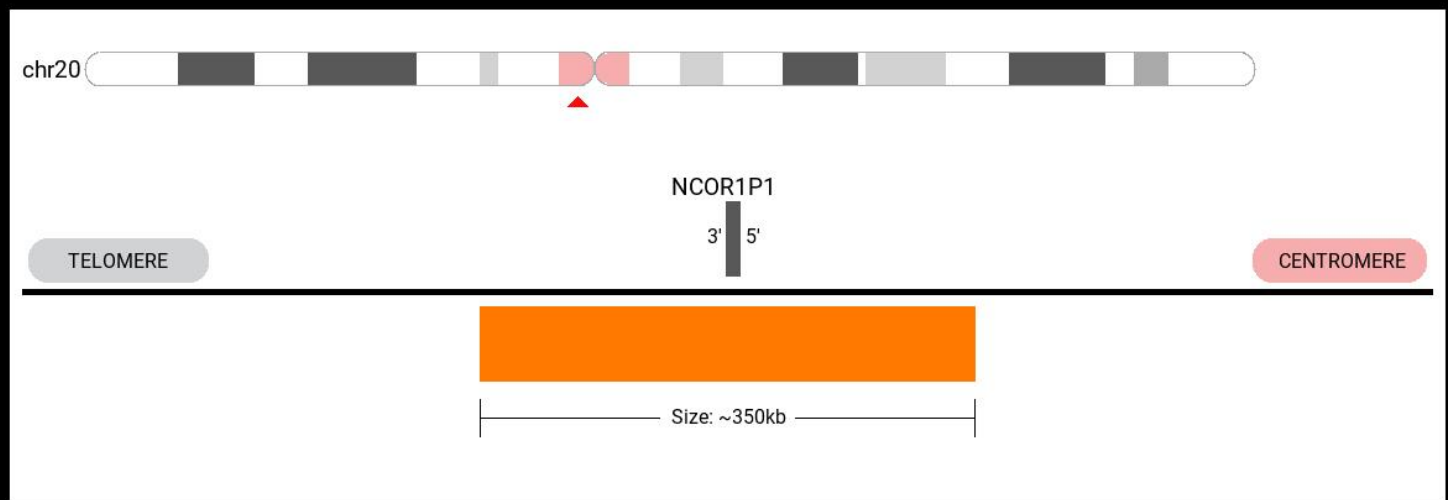 chr20
NCOR1P1
3' 5'
TELOMERE
CENTROMERE
Size: ~350kb